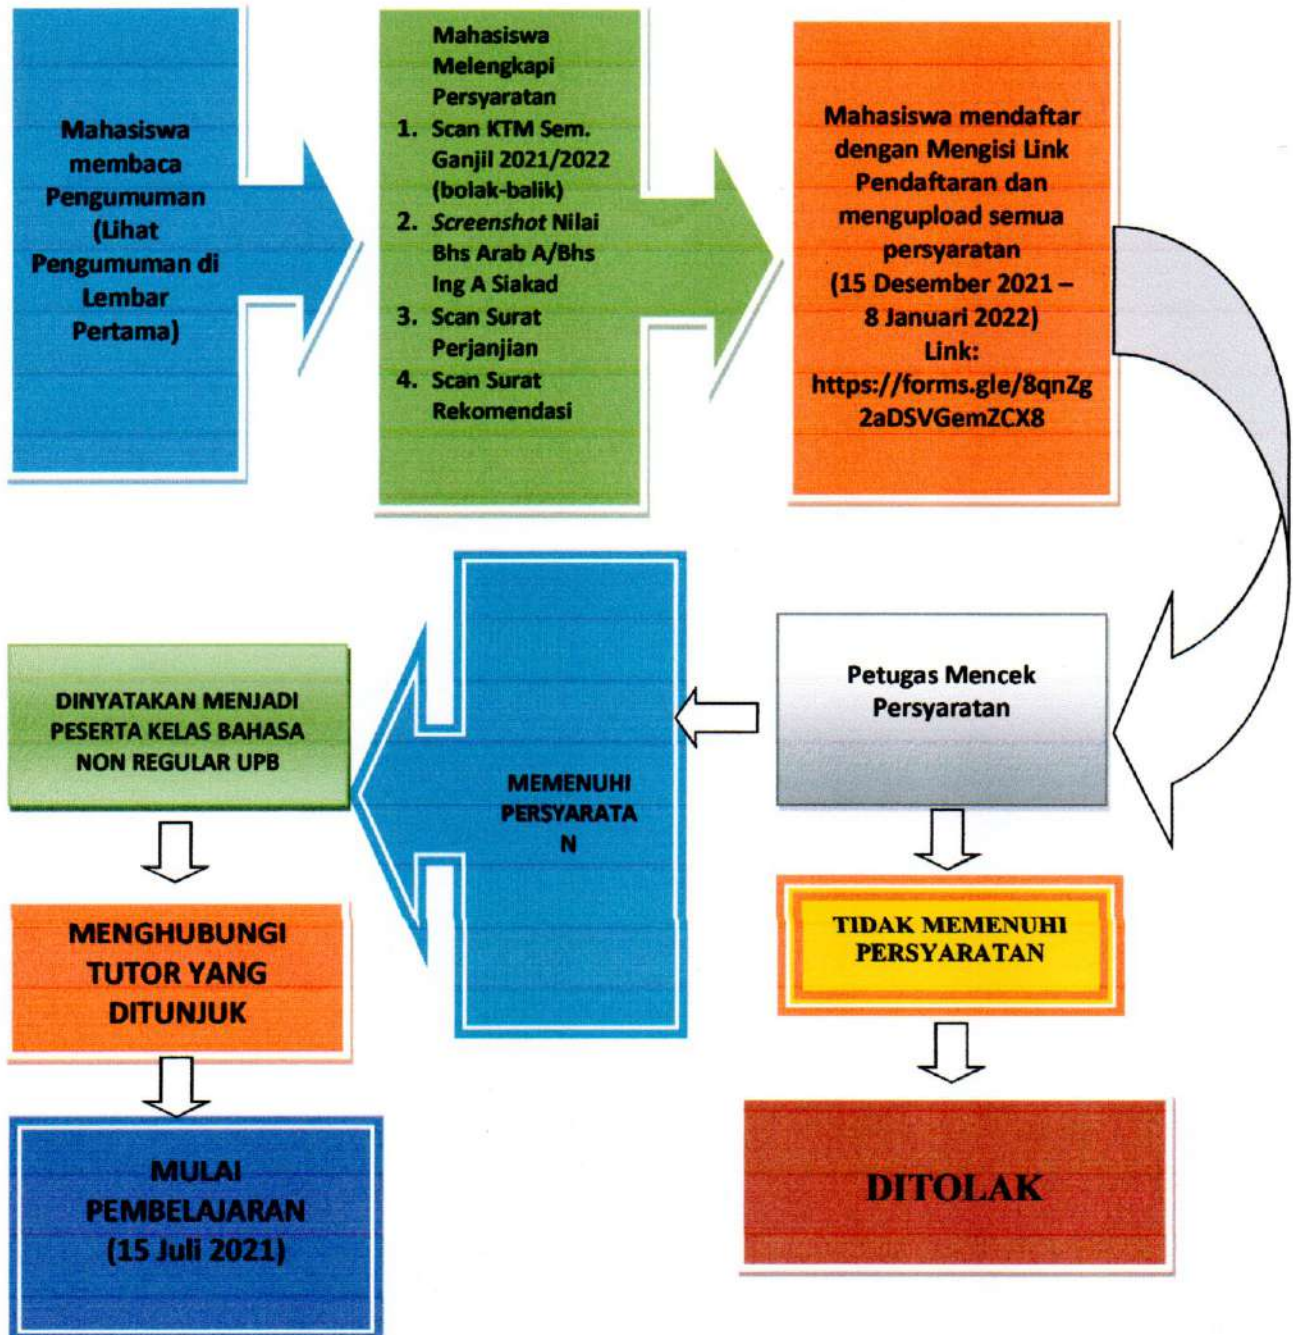 Mahasiswa
membaca
Pengumuman
(Lihat
Pengumuman di
Lembar
Pertama)
Mahasiswa
Melengkapi
Persyaratan
1. Scan KTM Sem.
Ganjil 2021/2022
(bolak-balik)
2. Screenshot Nilai
Bhs Arab A/Bhs
Ing A Siakad
3. Scan Surat
Perjanjian
4. Scan Surat
Rekomendasi
Mahasiswa mendaftar
dengan Mengisi Link
Pendaftaran dan
mengupload semua
persyaratan
(15 Desember 2021 –
8 Januari 2022)
Link:
https://forms.gle/8qnZg
2aDSVGemZCX8
Petugas Mencek
Persyaratan
MEMENUHI
PERSYARATA
N
DINYATAKAN MENJADI
PESERTA KELAS BAHASA
NON REGULAR UPB
MENGHUBUNGI
TUTOR YANG
DITUNJUK
MULAI
PEMBELAJARAN
(15 Juli 2021)
TIDAK MEMENUHI
PERSYARATAN
DITOLAK